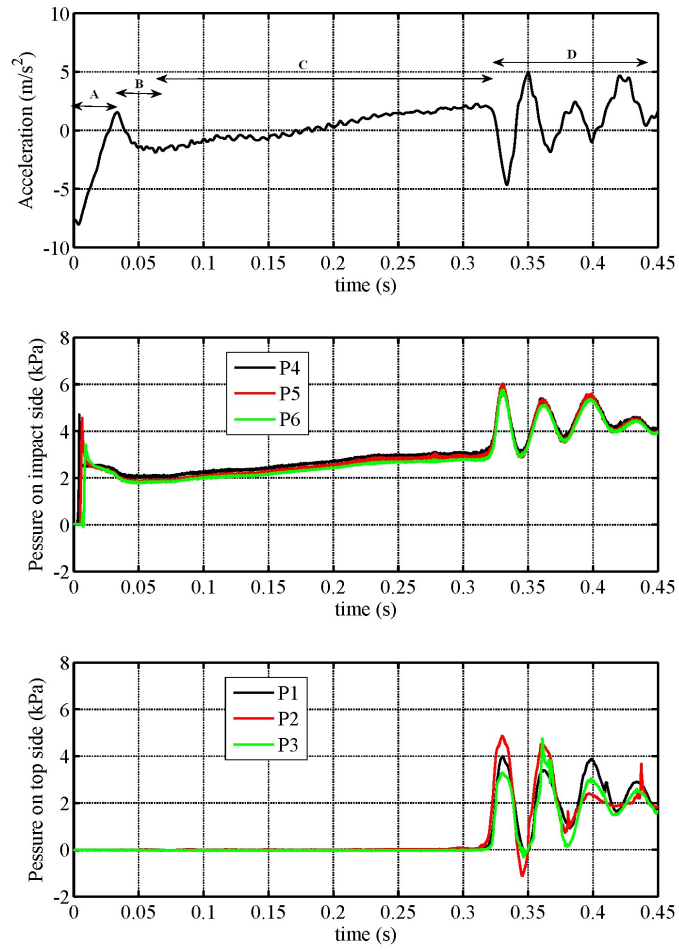 10
5
0
-5
-10
Acceleration (m/s²)
A
B
C
D
0 0.05 0.1 0.15 0.2 0.25 0.3 0.35 0.4 0.45
time (s)
8
6
4
2
0
-2
Pessure on impact side (kPa)
P4
P5
P6
0 0.05 0.1 0.15 0.2 0.25 0.3 0.35 0.4 0.45
time (s)
8
6
4
2
0
-2
Pessure on top side (kPa)
P1
P2
P3
0 0.05 0.1 0.15 0.2 0.25 0.3 0.35 0.4 0.45
time (s)